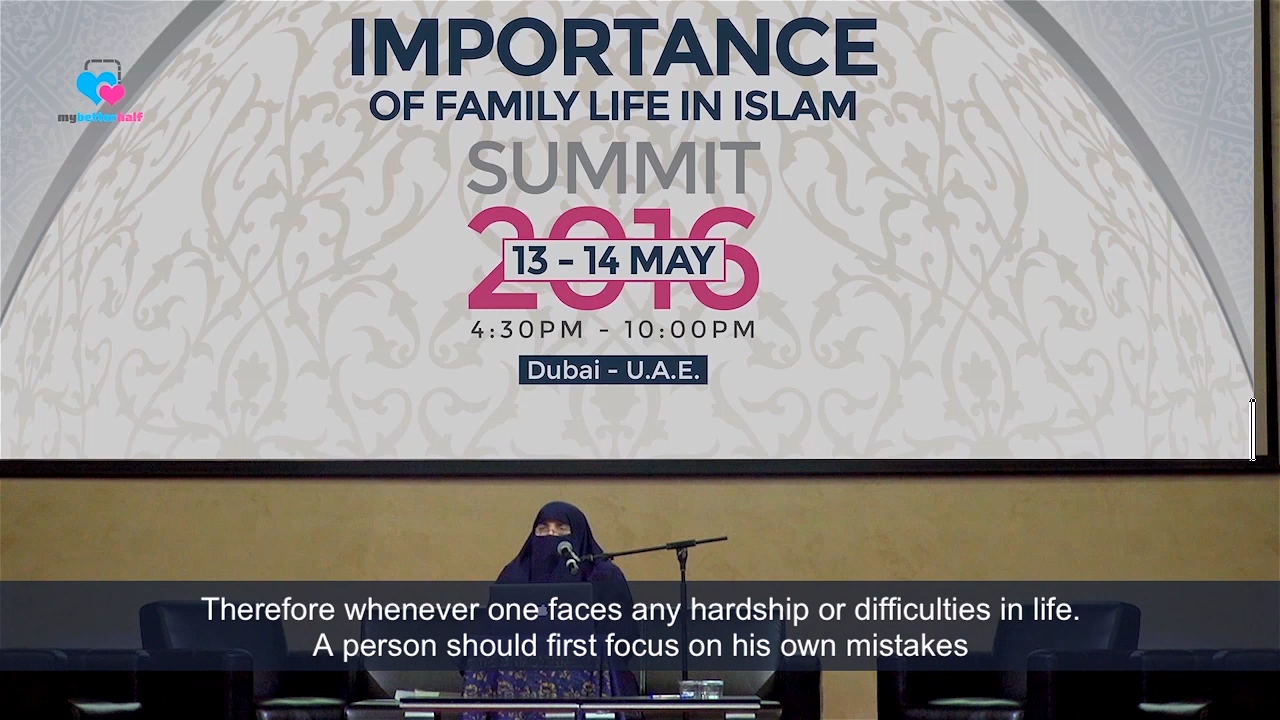 IMPORTANCE
OF FAMILY LIFE IN ISLAM
SUMMIT
2016
13 - 14 MAY
4:30PM - 10:00PM
Dubai - U.A.E.
mybetterhalf
Therefore whenever one faces any hardship or difficulties in life.
A person should first focus on his own mistakes